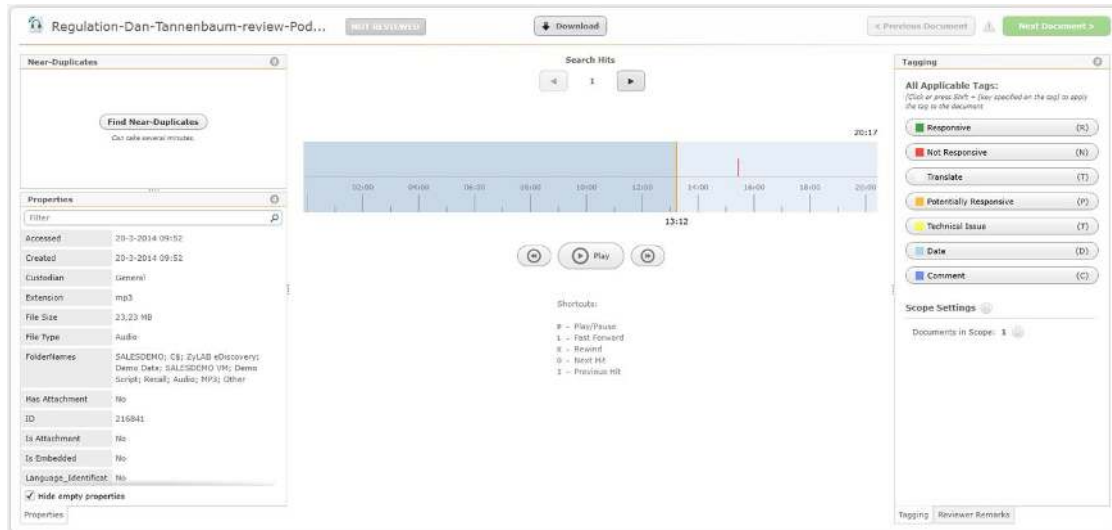 Regulation-Dan-Tannenbaum-review-Pod...
NOT REVIEWED
Download
< Previous Document
Next Document >
Near-Duplicates
Find Near-Duplicates
Can take several minutes.
Properties
Filter
Accessed 20-3-2014 09:52
Created 20-3-2014 09:52
Custodian General
Extension mp3
File Size 23,23 MB
File Type Audio
FolderNames SALESDEMO; C$; ZyLAB eDiscovery;
Demo Data; SALESDEMO VM; Demo
Script; Recall; Audio; MP3; Other
Has Attachment No
ID 216841
Is Attachment No
Is Embedded No
Language_Identificat No
Hide empty properties
Properties
Search Hits
1
20:17
02:00 04:00 06:00 08:00 10:00 12:00 14:00 16:00 18:00 20:00
13:12
Play
Shortcuts:
– Play/Pause
– Fast Forward
– Rewind
– Next Hit
– Previous Hit
Tagging
All Applicable Tags:
(Click or press Shift + [key specified on the tag] to apply
the tag to the document
Responsive (R)
Not Responsive (N)
Translate (T)
Potentially Responsive (P)
Technical Issue (T)
Date (D)
Comment (C)
Scope Settings
Documents in Scope: 1
Tagging Reviewer Remarks